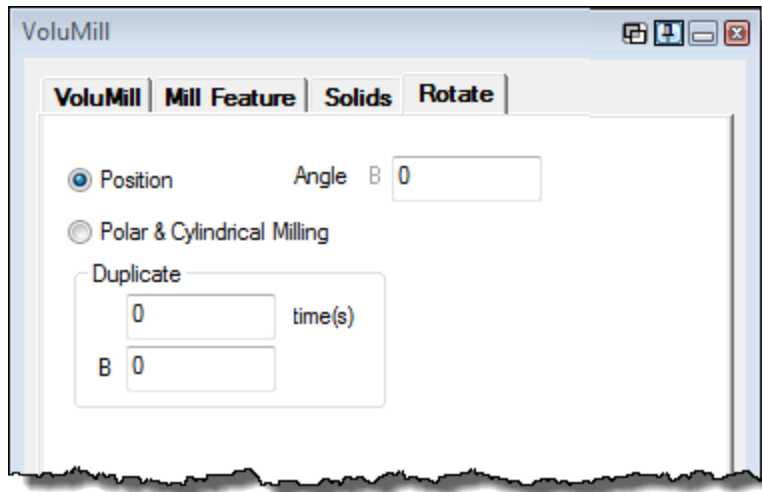 VoluMill
VoluMill Mill Feature Solids Rotate
Position Angle B 0
Polar & Cylindrical Milling
Duplicate
0 time(s)
B 0